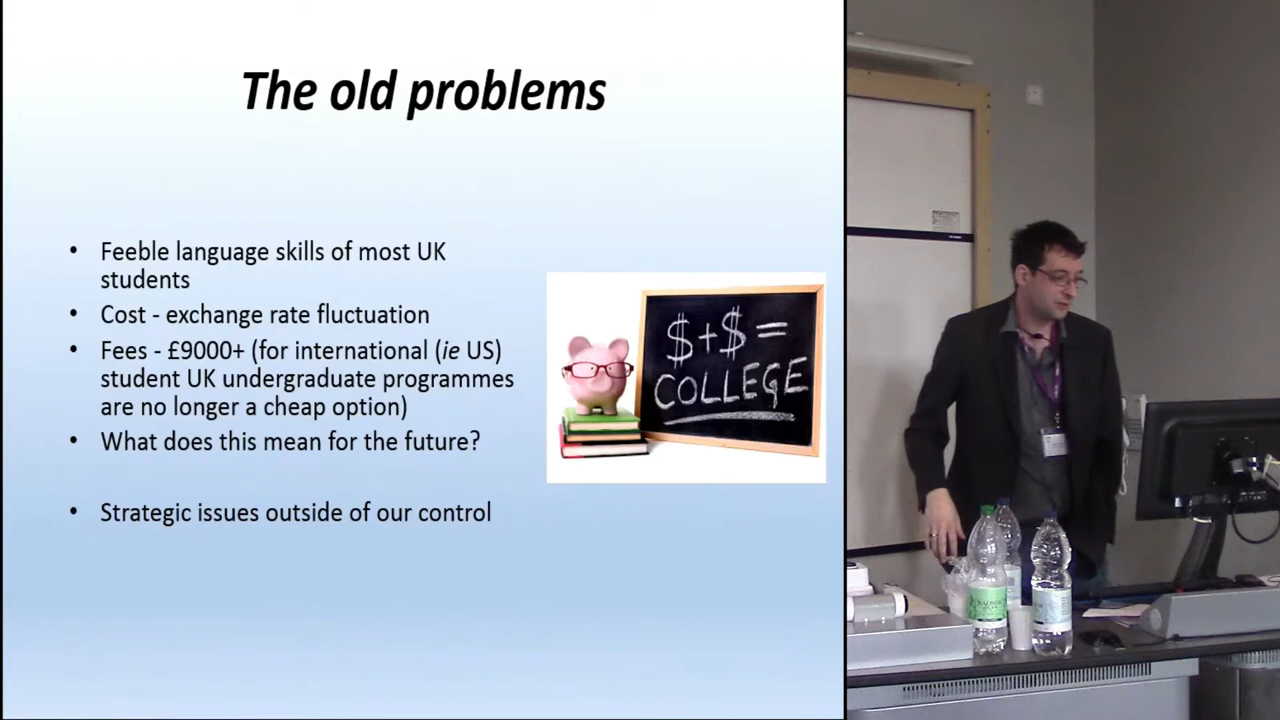 The old problems
• Feeble language skills of most UK
students
• Cost - exchange rate fluctuation
• Fees - £9000+ (for international (ie US)
student UK undergraduate programmes
are no longer a cheap option)
• What does this mean for the future?
• Strategic issues outside of our control
$+$=
COLLEGE